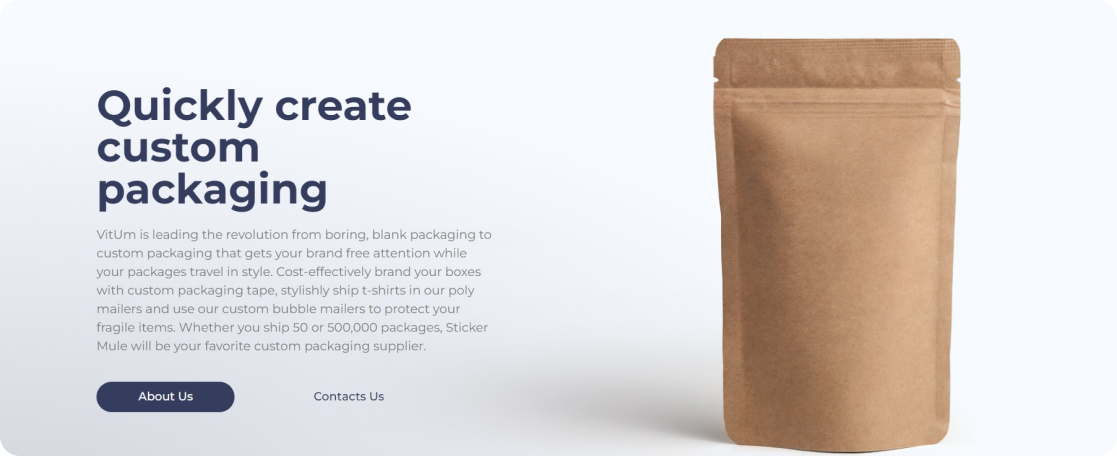 Quickly create
custom
packaging
VitUm is leading the revolution from boring, blank packaging to
custom packaging that gets your brand free attention while
your packages travel in style. Cost-effectively brand your boxes
with custom packaging tape, stylishly ship t-shirts in our poly
mailers and use our custom bubble mailers to protect your
fragile items. Whether you ship 50 or 500,000 packages, Sticker
Mule will be your favorite custom packaging supplier.
About Us
Contacts Us